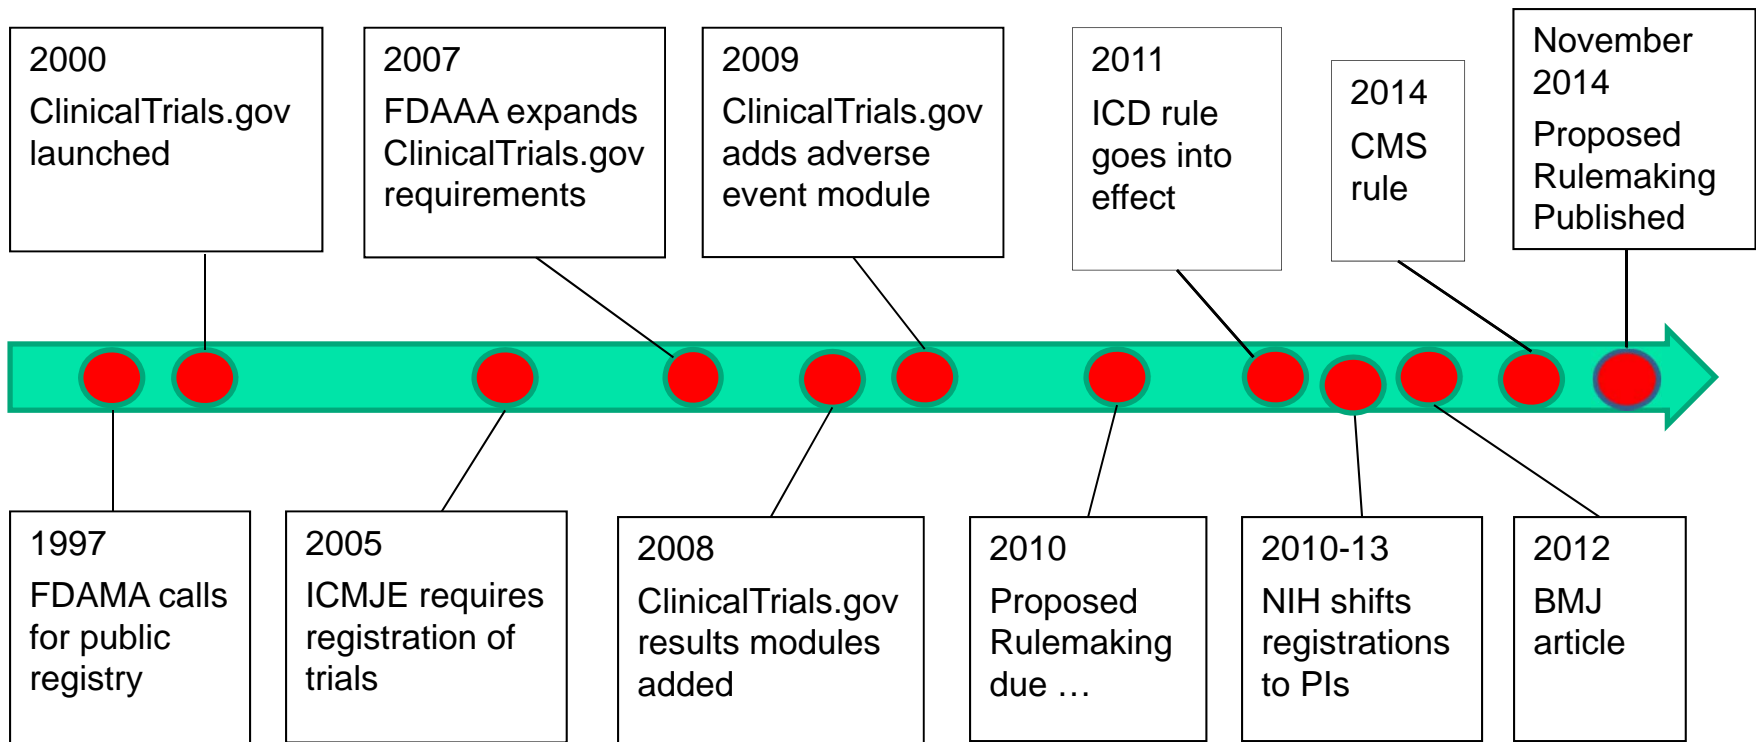 2000
ClinicalTrials.gov
launched
2007
FDAAA expands
ClinicalTrials.gov
requirements
2009
ClinicalTrials.gov
adds adverse
event module
2011
ICD rule
goes into
effect
2014
CMS
rule
November
2014
Proposed
Rulemaking
Published
1997
FDAMA calls
for public
registry
2005
ICMJE requires
registration of
trials
2008
ClinicalTrials.gov
results modules
added
2010
Proposed
Rulemaking
due …
2010-13
NIH shifts
registrations
to PIs
2012
BMJ
article